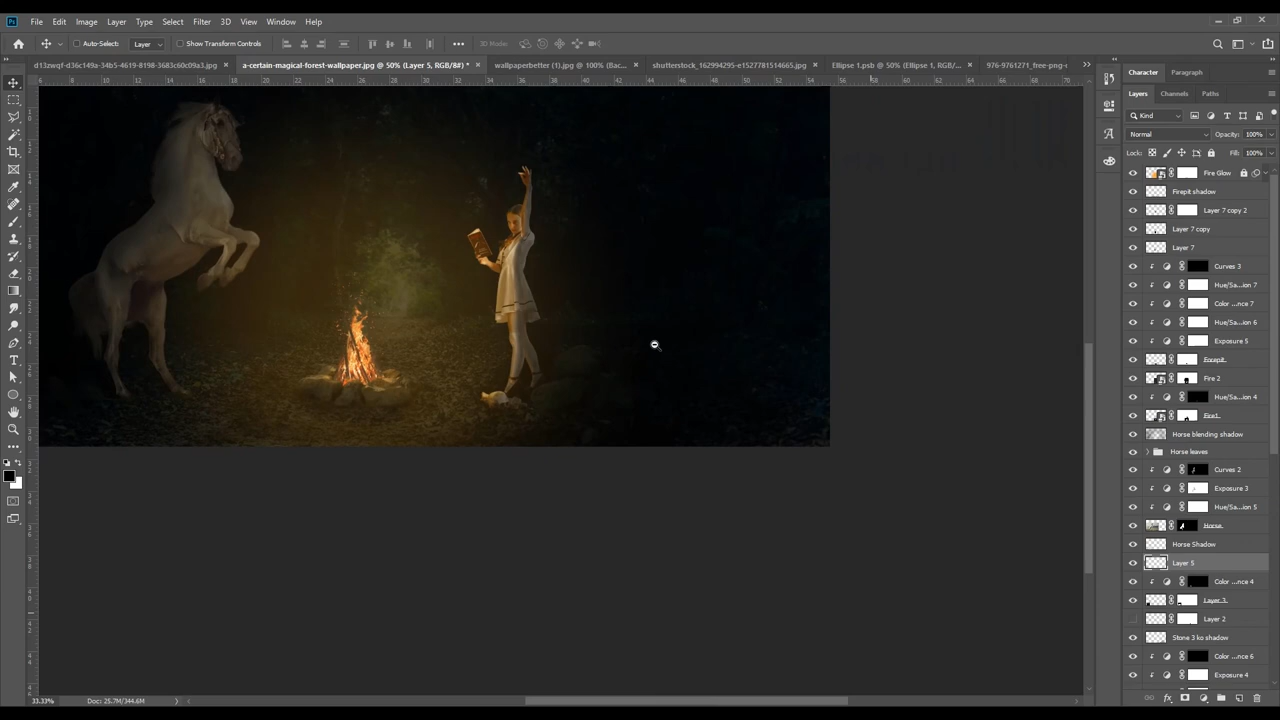 Ps File Edit Image Layer Type Select Filter 3D View Window Help
Auto-Select: Layer Show Transform Controls 3D Mode:
d13zwqf-d36c149a-34b5-4619-8198-3683c60c09a3.jpg × a-certain-magical-forest-wallpaper.jpg @ 50% (Layer 5, RGB/8#) * × wallpaperbetter (1).jpg @ 100% (Bac... × shutterstock_162994295-e1527781514665.jpg × Ellipse 1.psb @ 50% (Ellipse 1, RGB/... × 976-9761271_free-png-
Character Paragraph
Layers Channels Paths
Kind
Normal Opacity: 100%
Lock: Fill: 100%
Fire Glow
Firepit shadow
Layer 7 copy 2
Layer 7 copy
Layer 7
Curves 3
Hue/Sa...ion 7
Color ...nce 7
Hue/Sa...ion 6
Exposure 5
Forepit
Fire 2
Hue/Sa...ion 4
Fire1
Horse blending shadow
Horse leaves
Curves 2
Exposure 3
Hue/Sa...ion 5
Horse
Horse Shadow
Layer 5
Color ...nce 4
Layer 3
Layer 2
Stone 3 ko shadow
Color ...nce 6
Exposure 4
33.33% Doc: 25.7M/344.6M